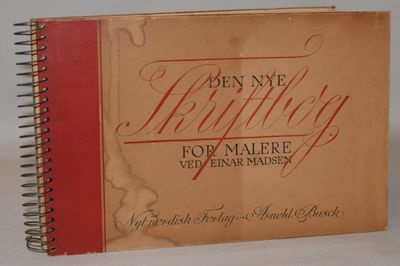 DEN NYE
Skriftbog
FOR MALERE
VED EINAR MADSEN
Nyt nordisk Forlag - Arnold Busck